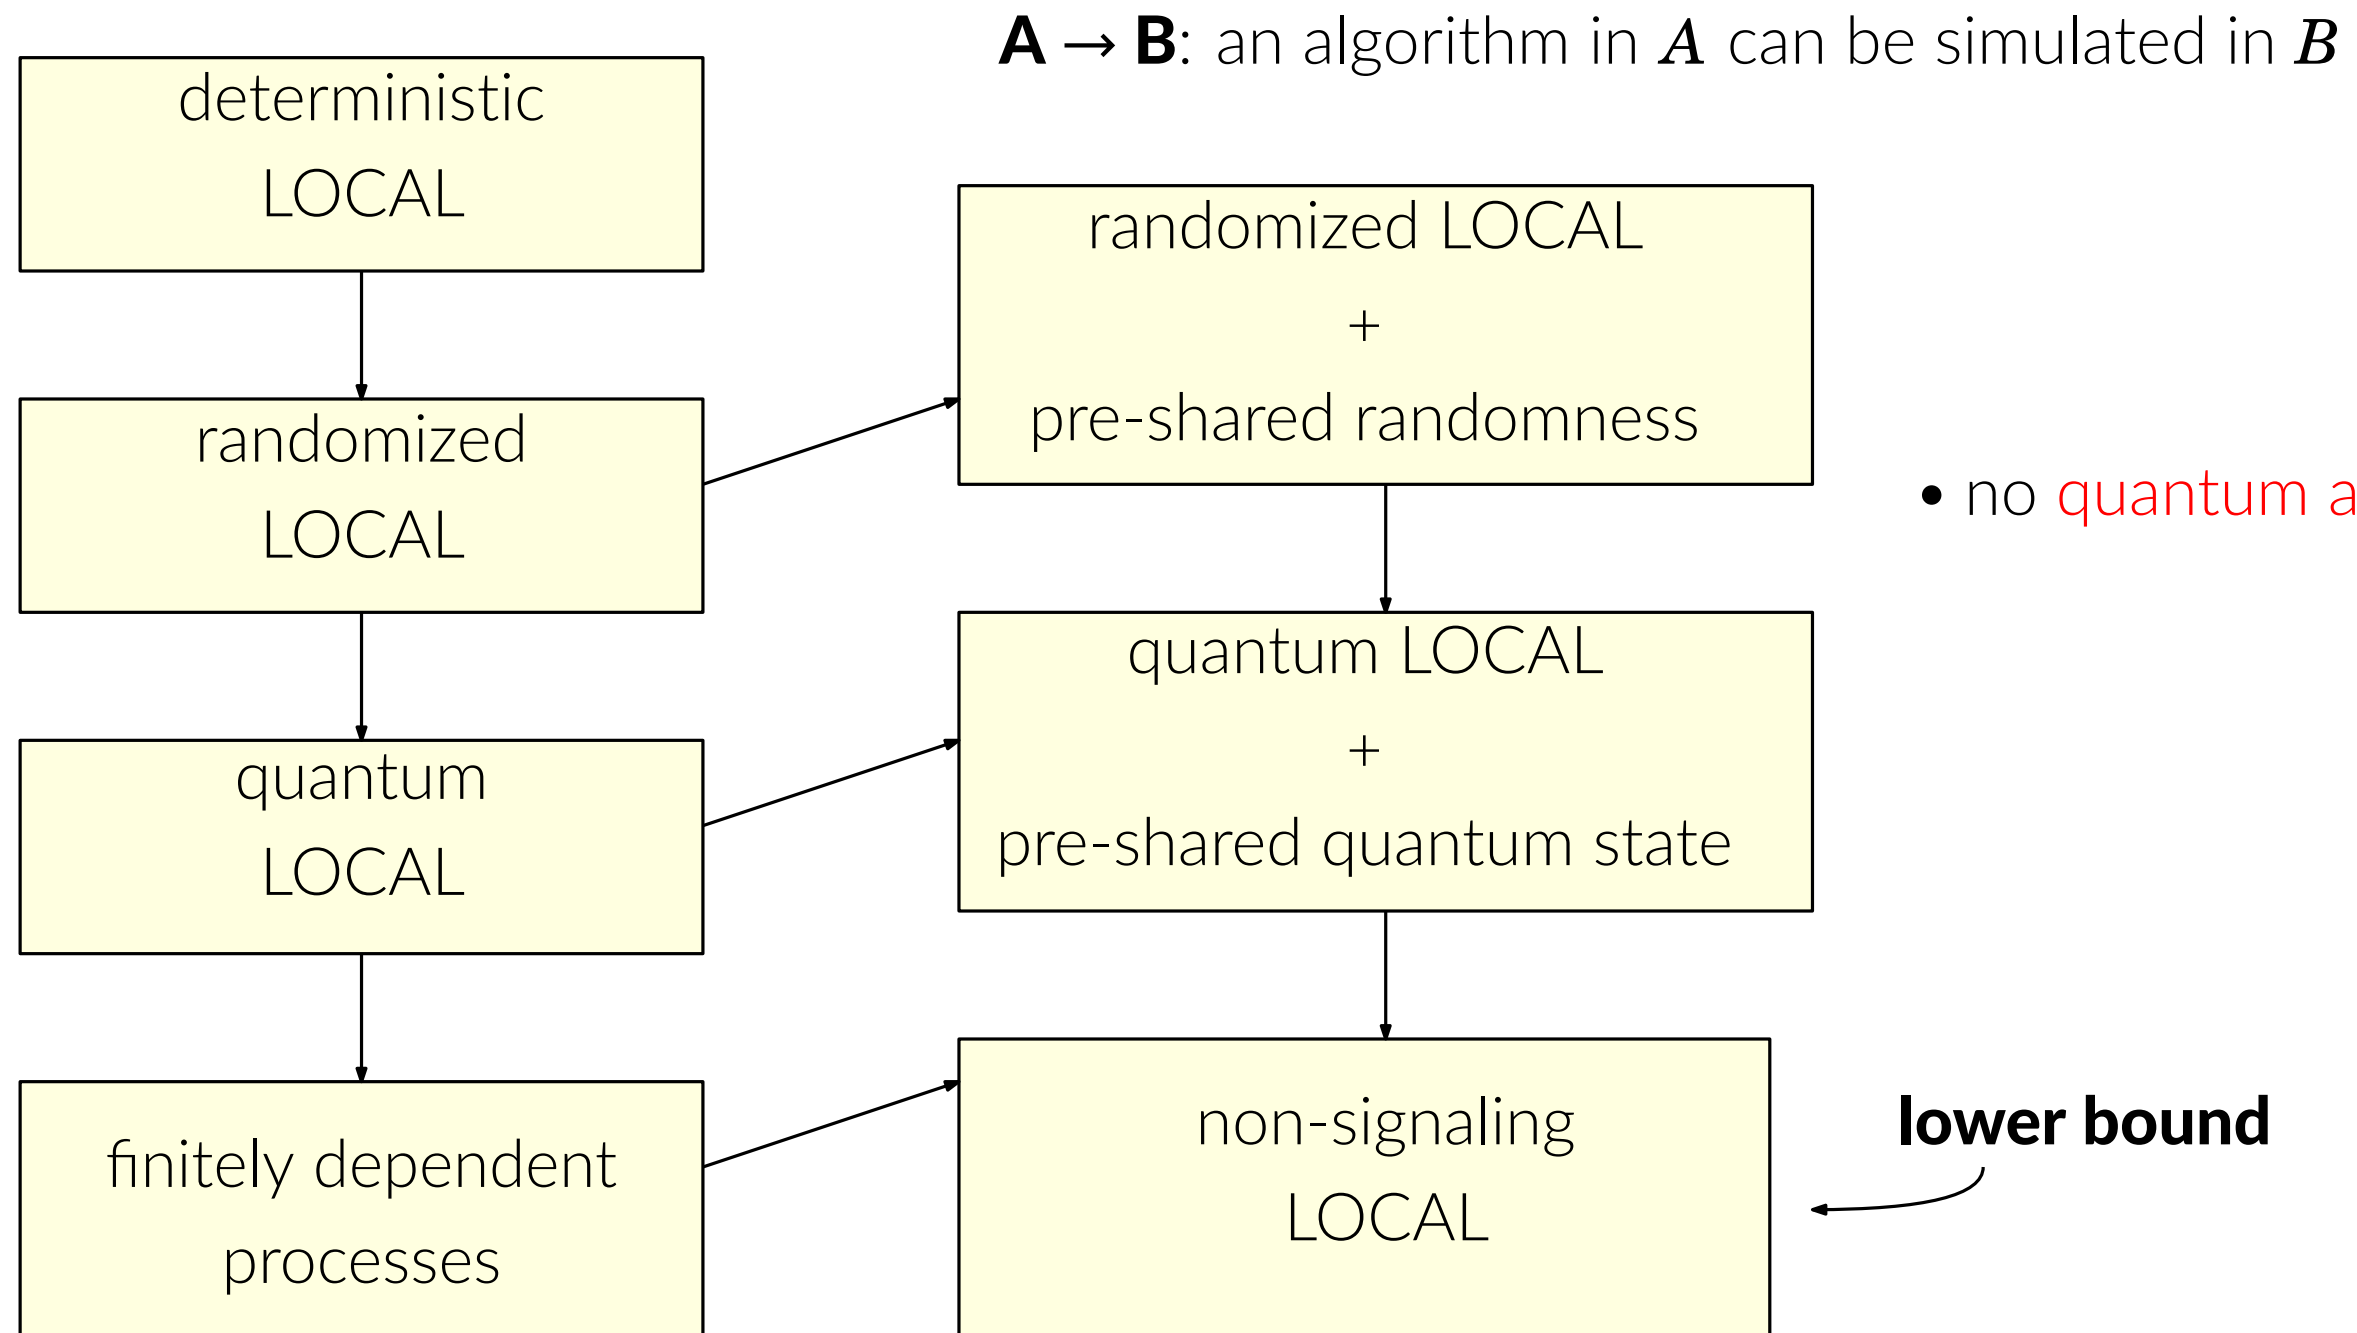 A → B: an algorithm in A can be simulated in B
deterministic
LOCAL
randomized
LOCAL
quantum
LOCAL
finitely dependent
processes
randomized LOCAL
+
pre-shared randomness
quantum LOCAL
+
pre-shared quantum state
non-signaling
LOCAL
• no quantum a
lower bound